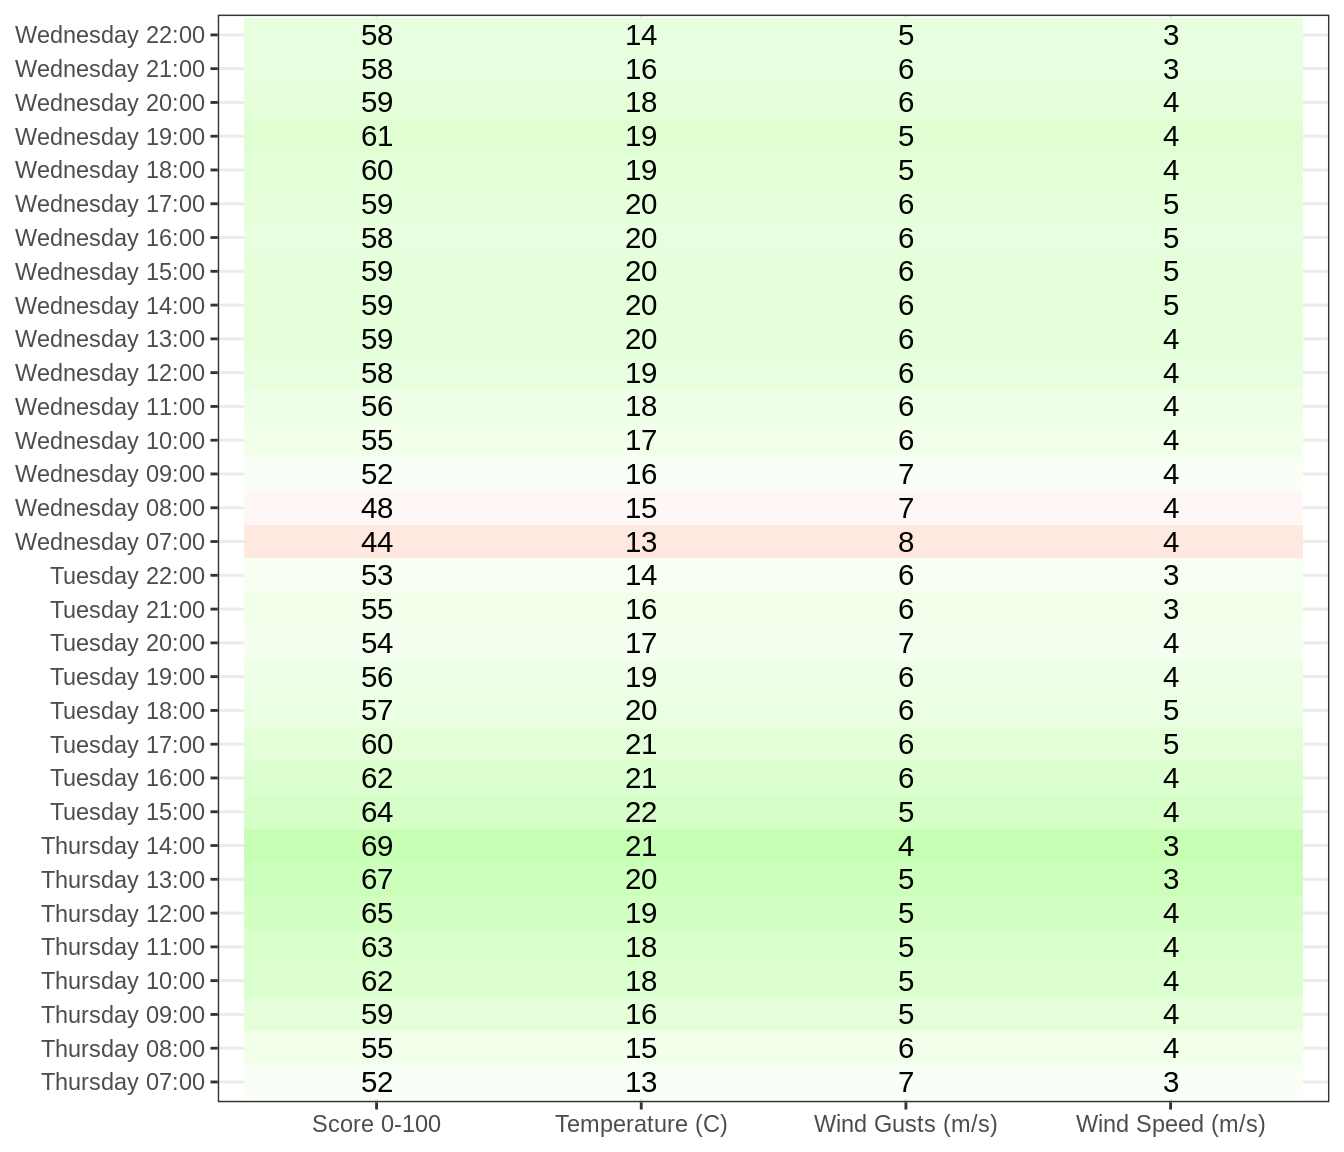 Wednesday 22:00 58 14 5 3
Wednesday 21:00 58 16 6 3
Wednesday 20:00 59 18 6 4
Wednesday 19:00 61 19 5 4
Wednesday 18:00 60 19 5 4
Wednesday 17:00 59 20 6 5
Wednesday 16:00 58 20 6 5
Wednesday 15:00 59 20 6 5
Wednesday 14:00 59 20 6 5
Wednesday 13:00 59 20 6 4
Wednesday 12:00 58 19 6 4
Wednesday 11:00 56 18 6 4
Wednesday 10:00 55 17 6 4
Wednesday 09:00 52 16 7 4
Wednesday 08:00 48 15 7 4
Wednesday 07:00 44 13 8 4
Tuesday 22:00 53 14 6 3
Tuesday 21:00 55 16 6 3
Tuesday 20:00 54 17 7 4
Tuesday 19:00 56 19 6 4
Tuesday 18:00 57 20 6 5
Tuesday 17:00 60 21 6 5
Tuesday 16:00 62 21 6 4
Tuesday 15:00 64 22 5 4
Thursday 14:00 69 21 4 3
Thursday 13:00 67 20 5 3
Thursday 12:00 65 19 5 4
Thursday 11:00 63 18 5 4
Thursday 10:00 62 18 5 4
Thursday 09:00 59 16 5 4
Thursday 08:00 55 15 6 4
Thursday 07:00 52 13 7 3
Score 0-100 Temperature (C) Wind Gusts (m/s) Wind Speed (m/s)